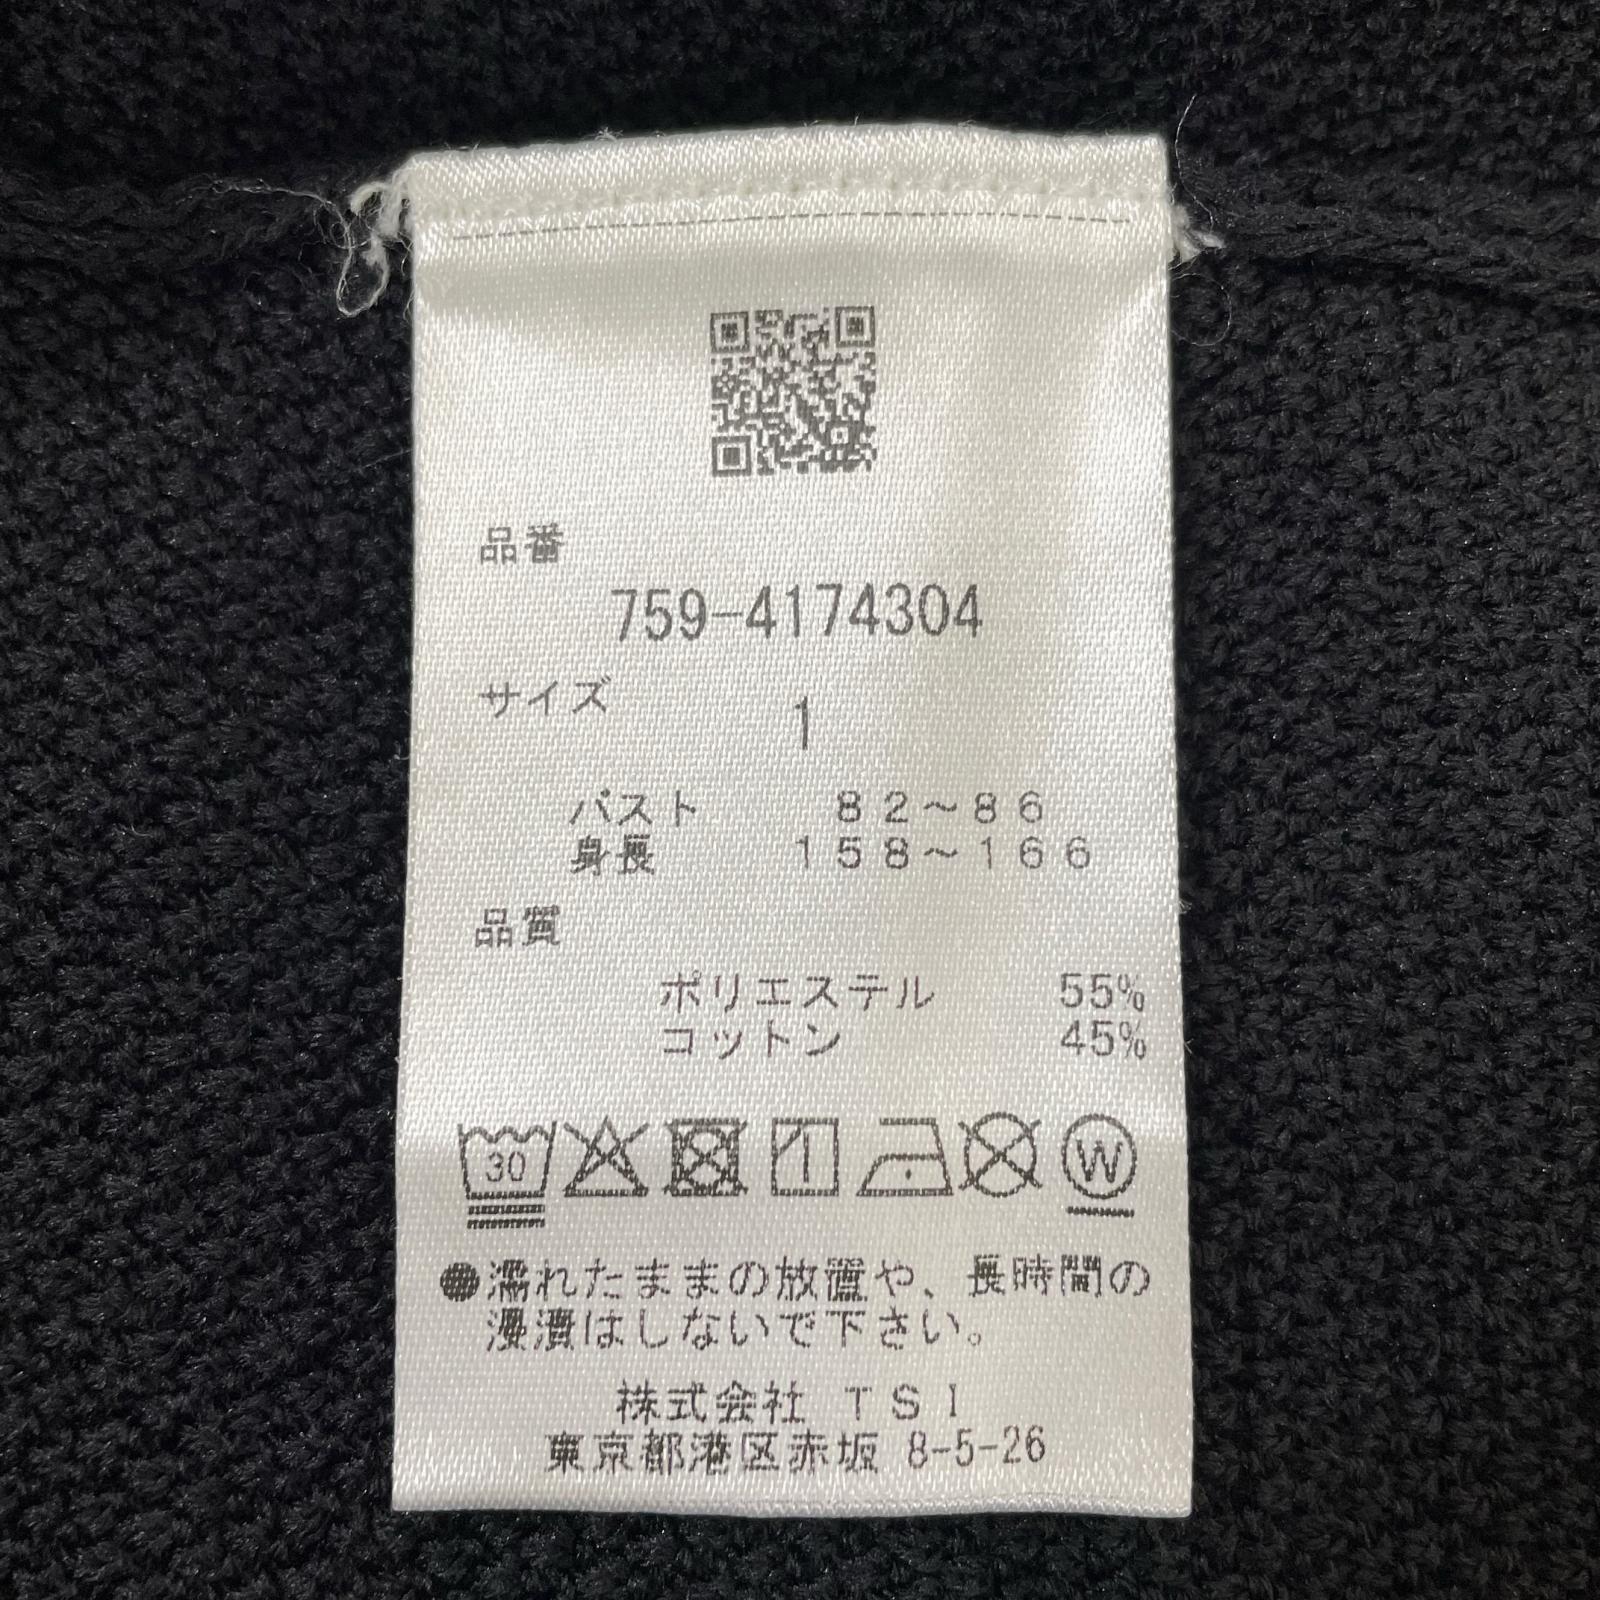 品番
759-4174304
サイズ 1
バスト 82～86
身長 158～166
品質
ポリエステル 55%
コットン 45%
30
W
●濡れたままの放置や、長時間の
浸漬はしないで下さい。
株式会社 TSI
東京都港区赤坂 8-5-26